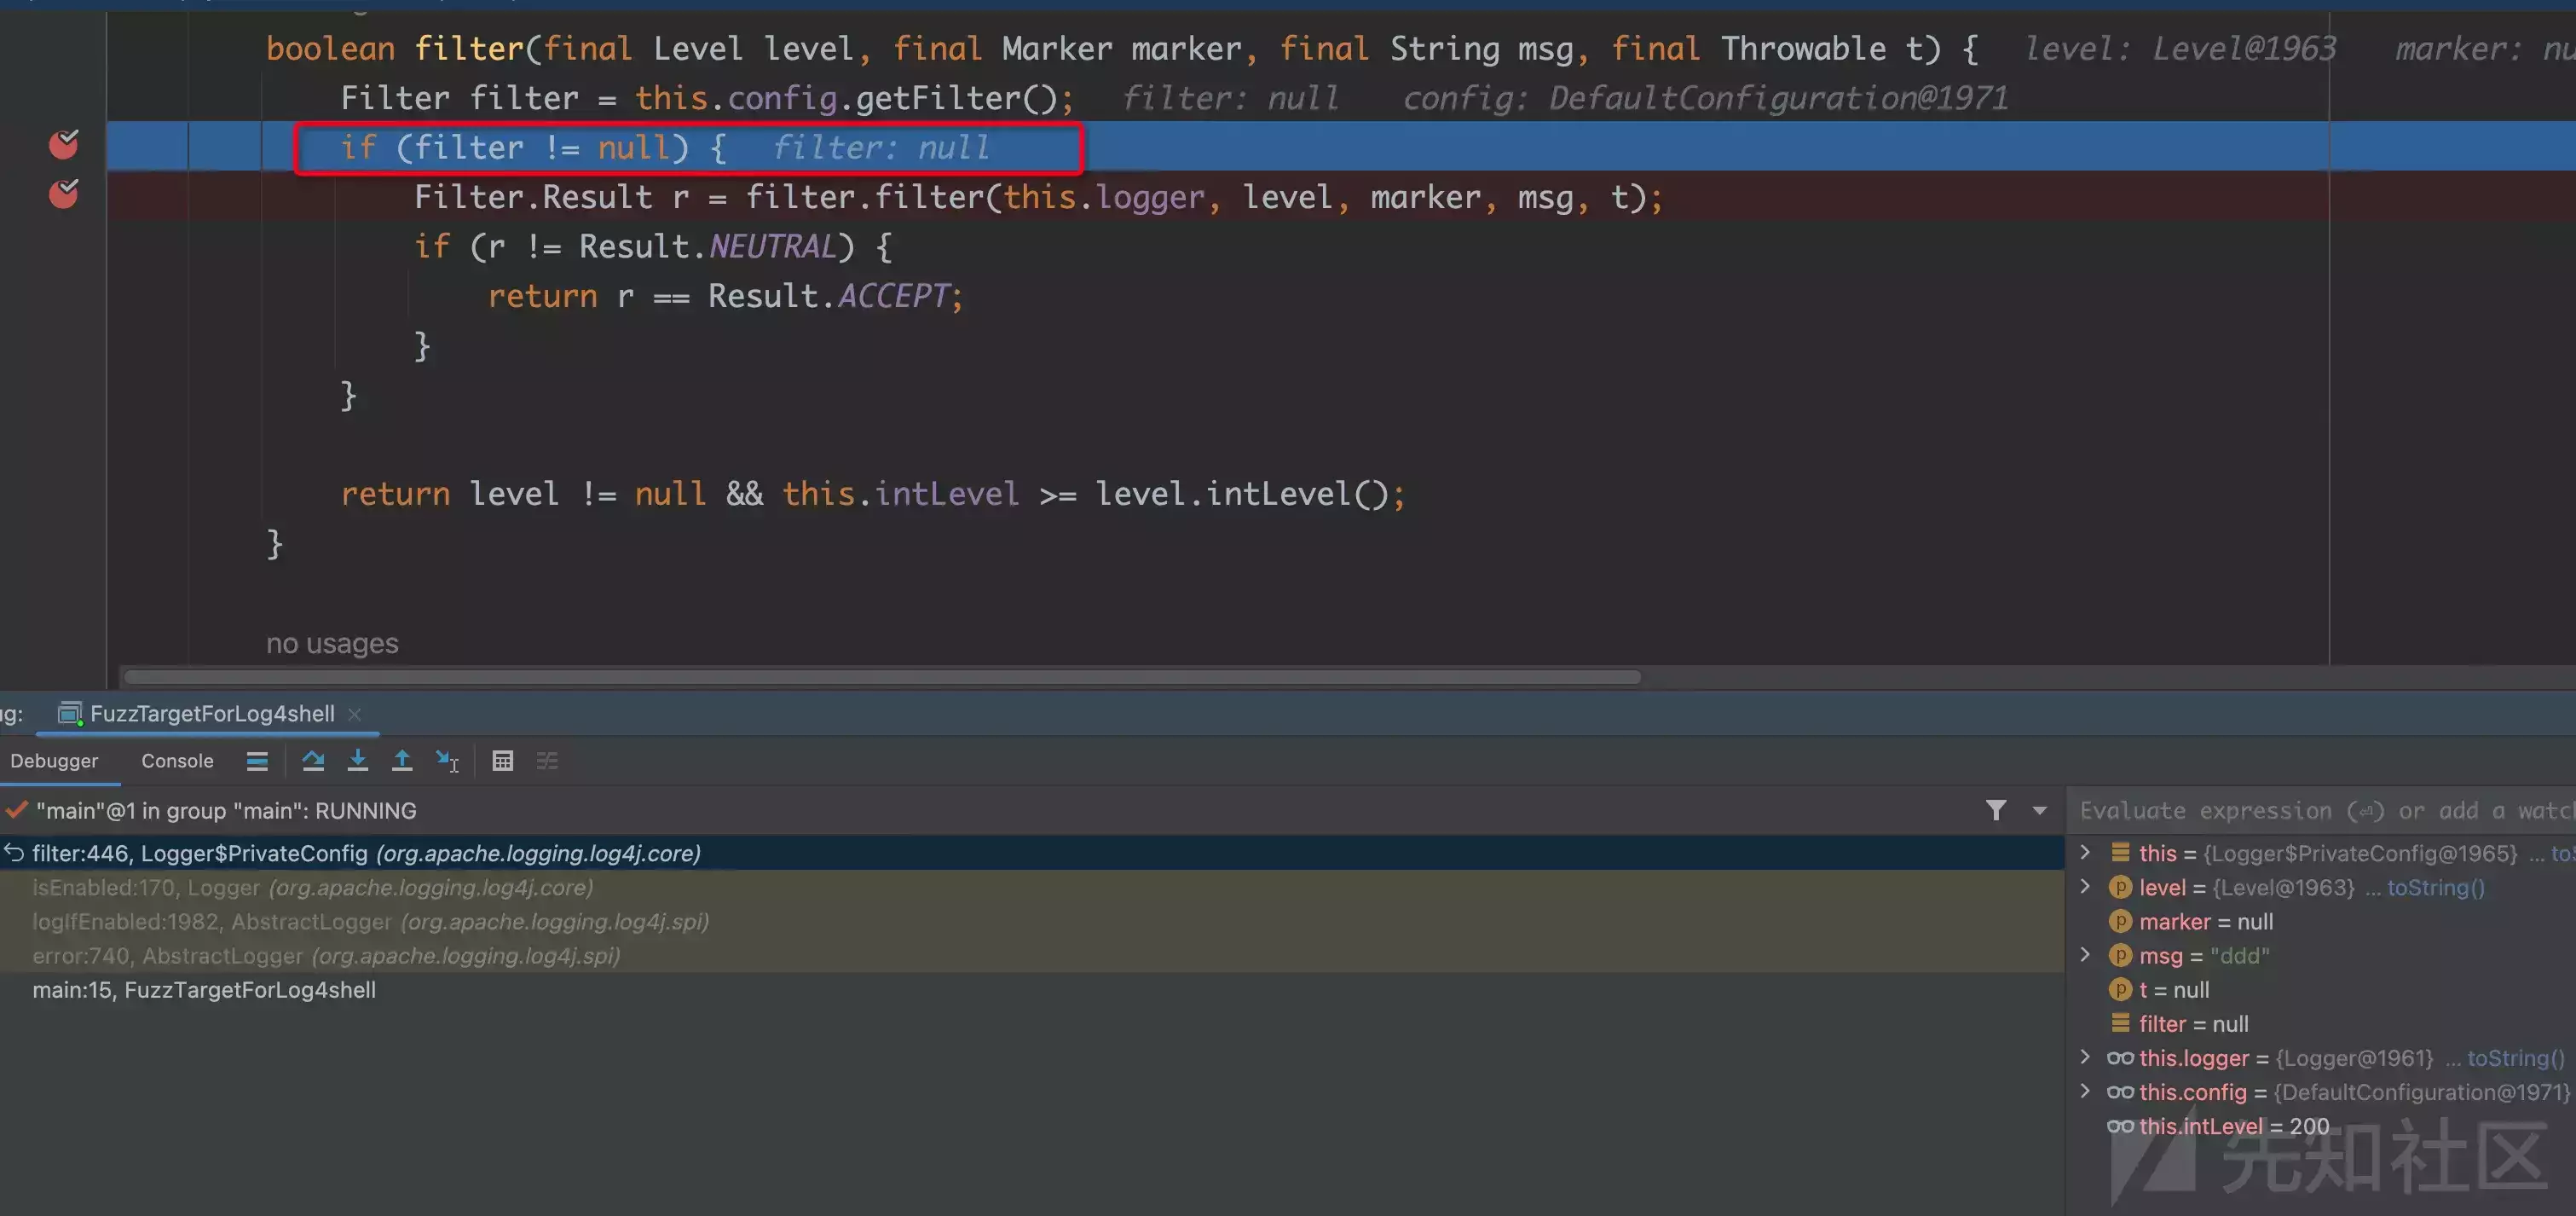 boolean filter(final Level level, final Marker marker, final String msg, final Throwable t) { level: Level@1963 marker: nu
Filter filter = this.config.getFilter(); filter: null config: DefaultConfiguration@1971
if (filter != null) { filter: null
Filter.Result r = filter.filter(this.logger, level, marker, msg, t);
if (r != Result.NEUTRAL) {
return r == Result.ACCEPT;
}
}
return level != null && this.intLevel >= level.intLevel();
}
no usages
ug: FuzzTargetForLog4shell
Debugger Console
"main"@1 in group "main": RUNNING
Evaluate expression (⏎) or add a watch
filter:446, Logger$PrivateConfig (org.apache.logging.log4j.core)
isEnabled:170, Logger (org.apache.logging.log4j.core)
logIfEnabled:1982, AbstractLogger (org.apache.logging.log4j.spi)
error:740, AbstractLogger (org.apache.logging.log4j.spi)
main:15, FuzzTargetForLog4shell
this = {Logger$PrivateConfig@1965} ... toS
level = {Level@1963} ... toString()
marker = null
msg = "ddd"
t = null
filter = null
this.logger = {Logger@1961} ... toString()
this.config = {DefaultConfiguration@1971}
this.intLevel = 200
先知社区